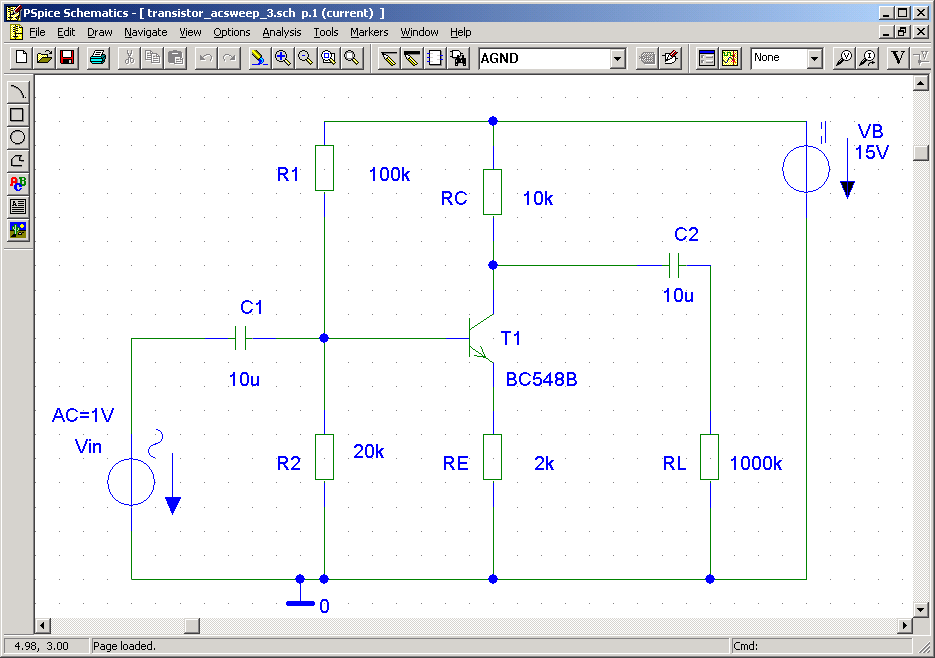 PSpice Schematics - [ transistor_acsweep_3.sch p.1 (current) ]
File Edit Draw Navigate View Options Analysis Tools Markers Window Help
AGND
None
V
ABC
VB
15V
R1 100k
RC 10k
C2
10u
C1
10u
T1
BC548B
AC=1V
Vin
R2 20k
RE 2k
RL 1000k
0
4.98, 3.00 Page loaded. Cmd: